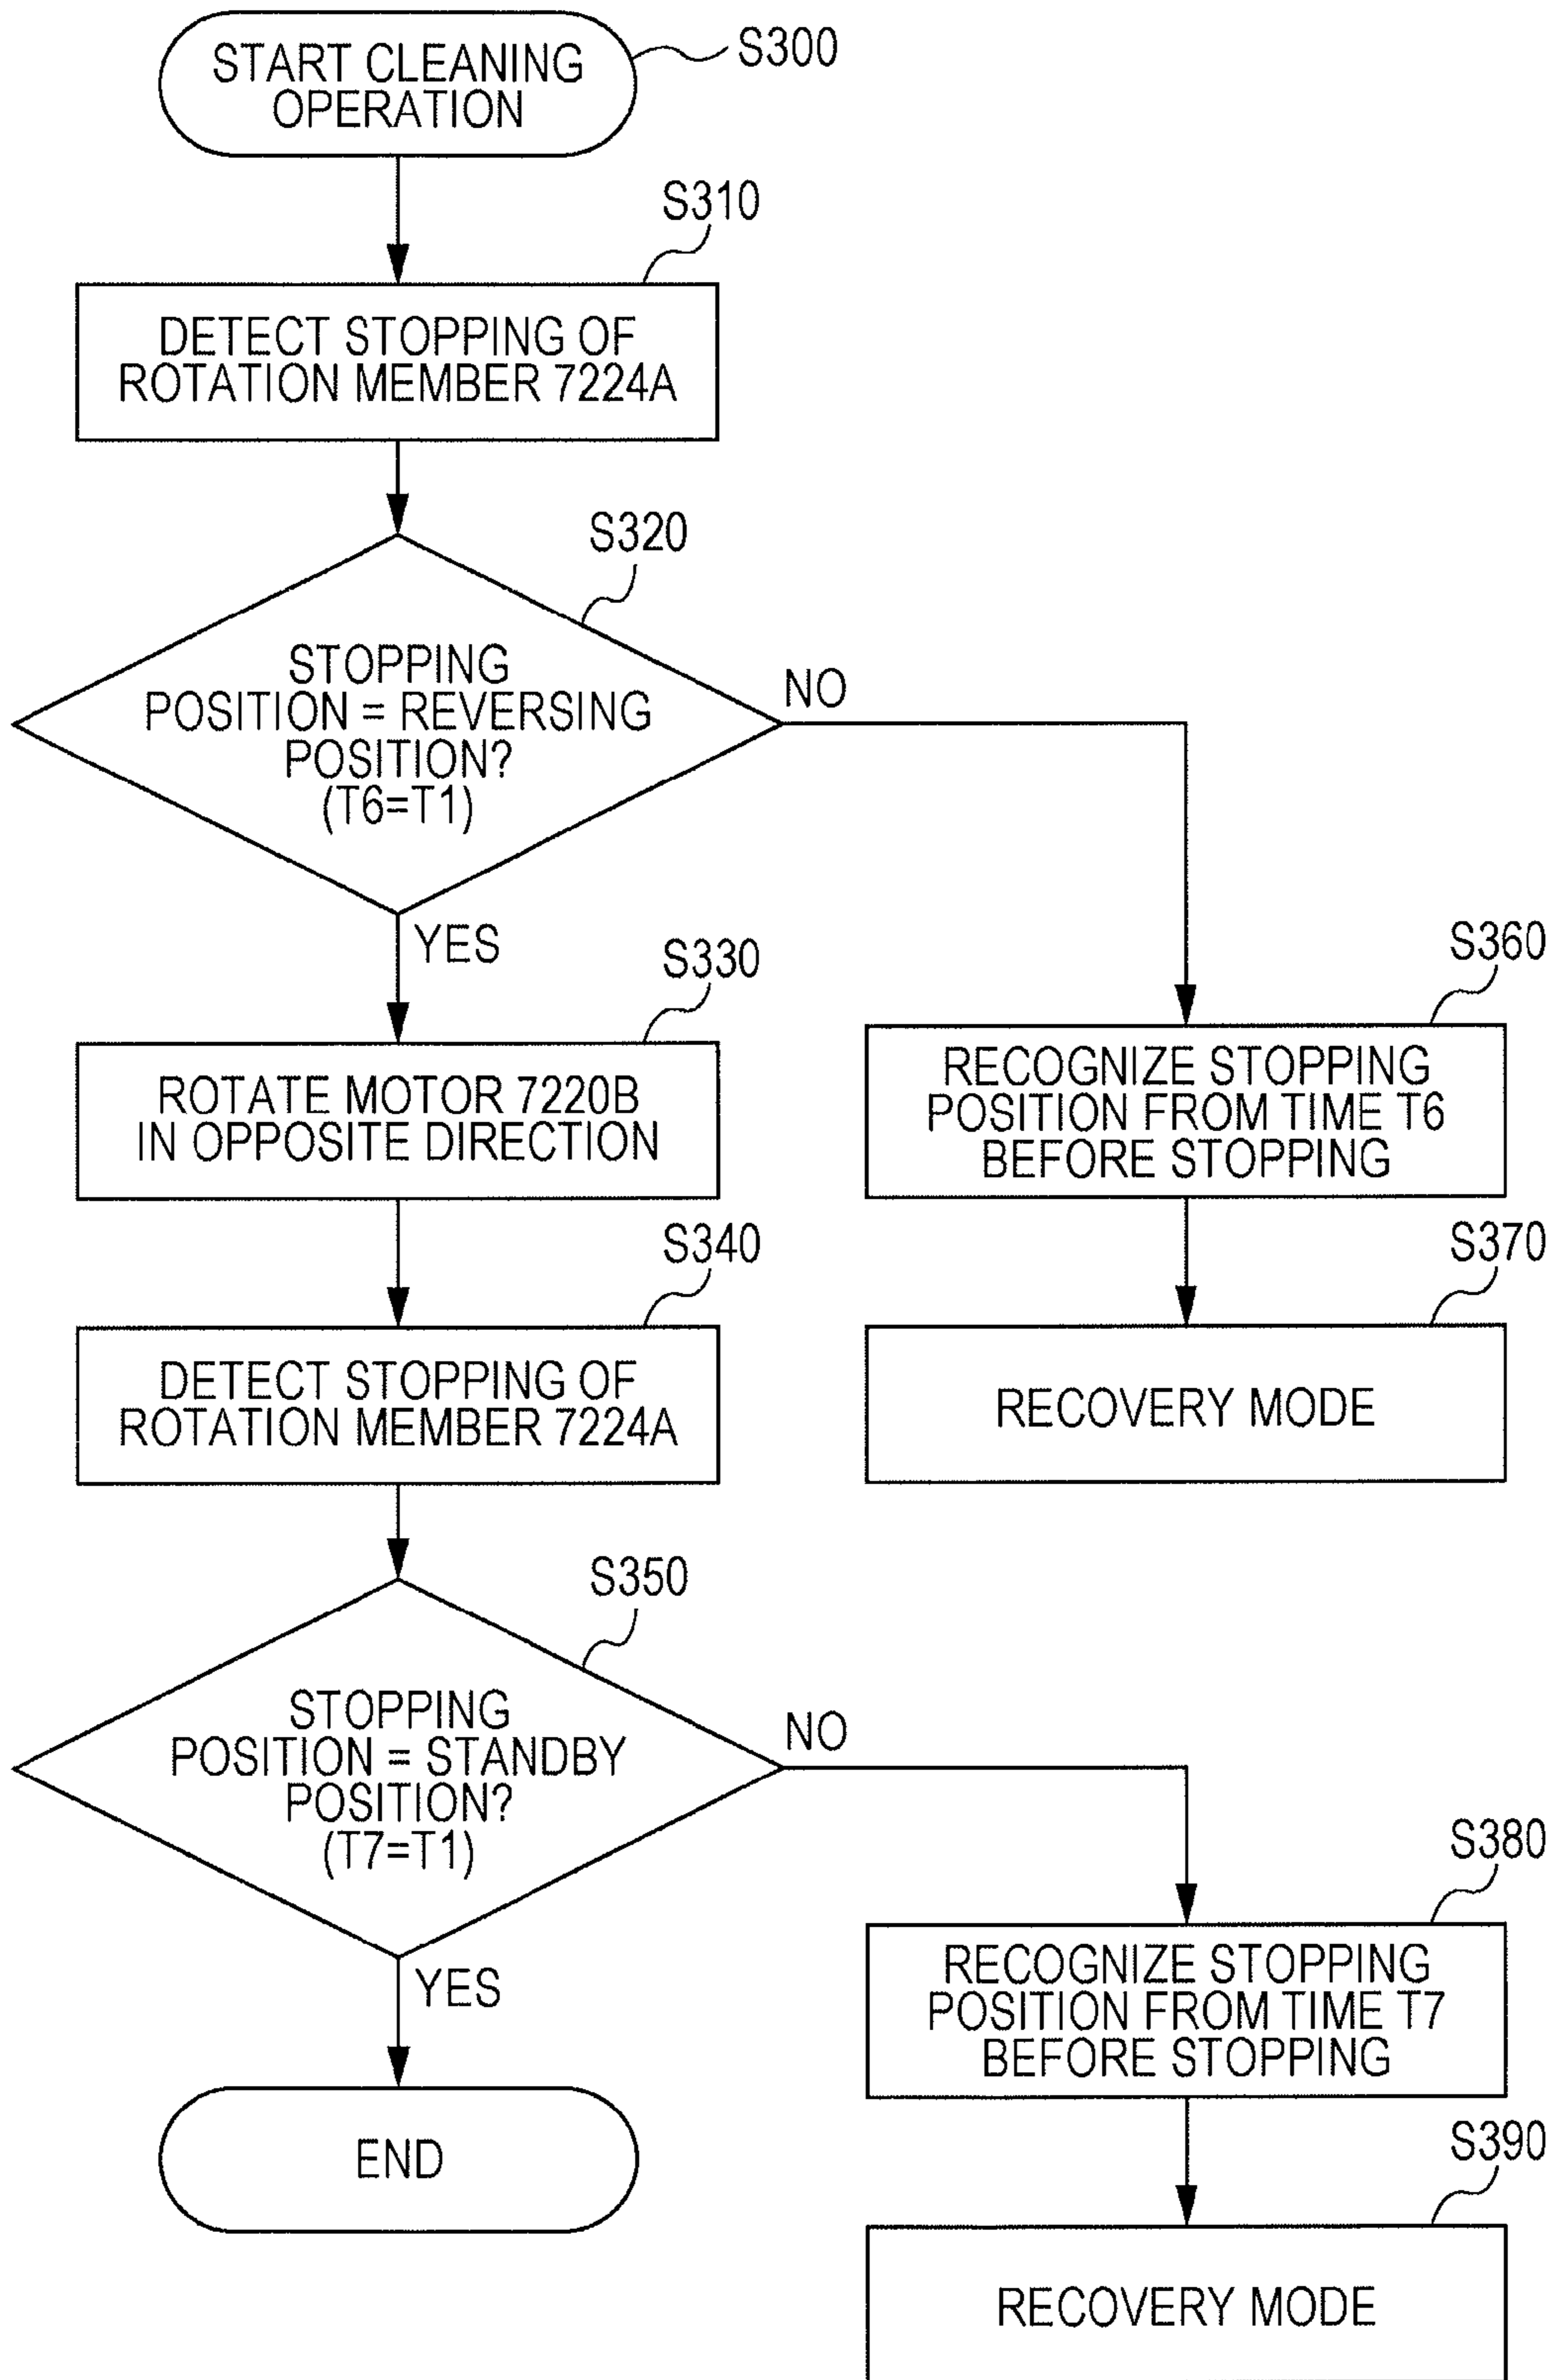 START CLEANING
OPERATION
S300
S310
DETECT STOPPING OF
ROTATION MEMBER 7224A
S320
STOPPING
POSITION = REVERSING
POSITION?
(T6=T1)
NO
YES
S330
ROTATE MOTOR 7220B
IN OPPOSITE DIRECTION
S360
RECOGNIZE STOPPING
POSITION FROM TIME T6
BEFORE STOPPING
S340
DETECT STOPPING OF
ROTATION MEMBER 7224A
S370
RECOVERY MODE
S350
STOPPING
POSITION = STANDBY
POSITION?
(T7=T1)
NO
YES
S380
RECOGNIZE STOPPING
POSITION FROM TIME T7
BEFORE STOPPING
END
S390
RECOVERY MODE